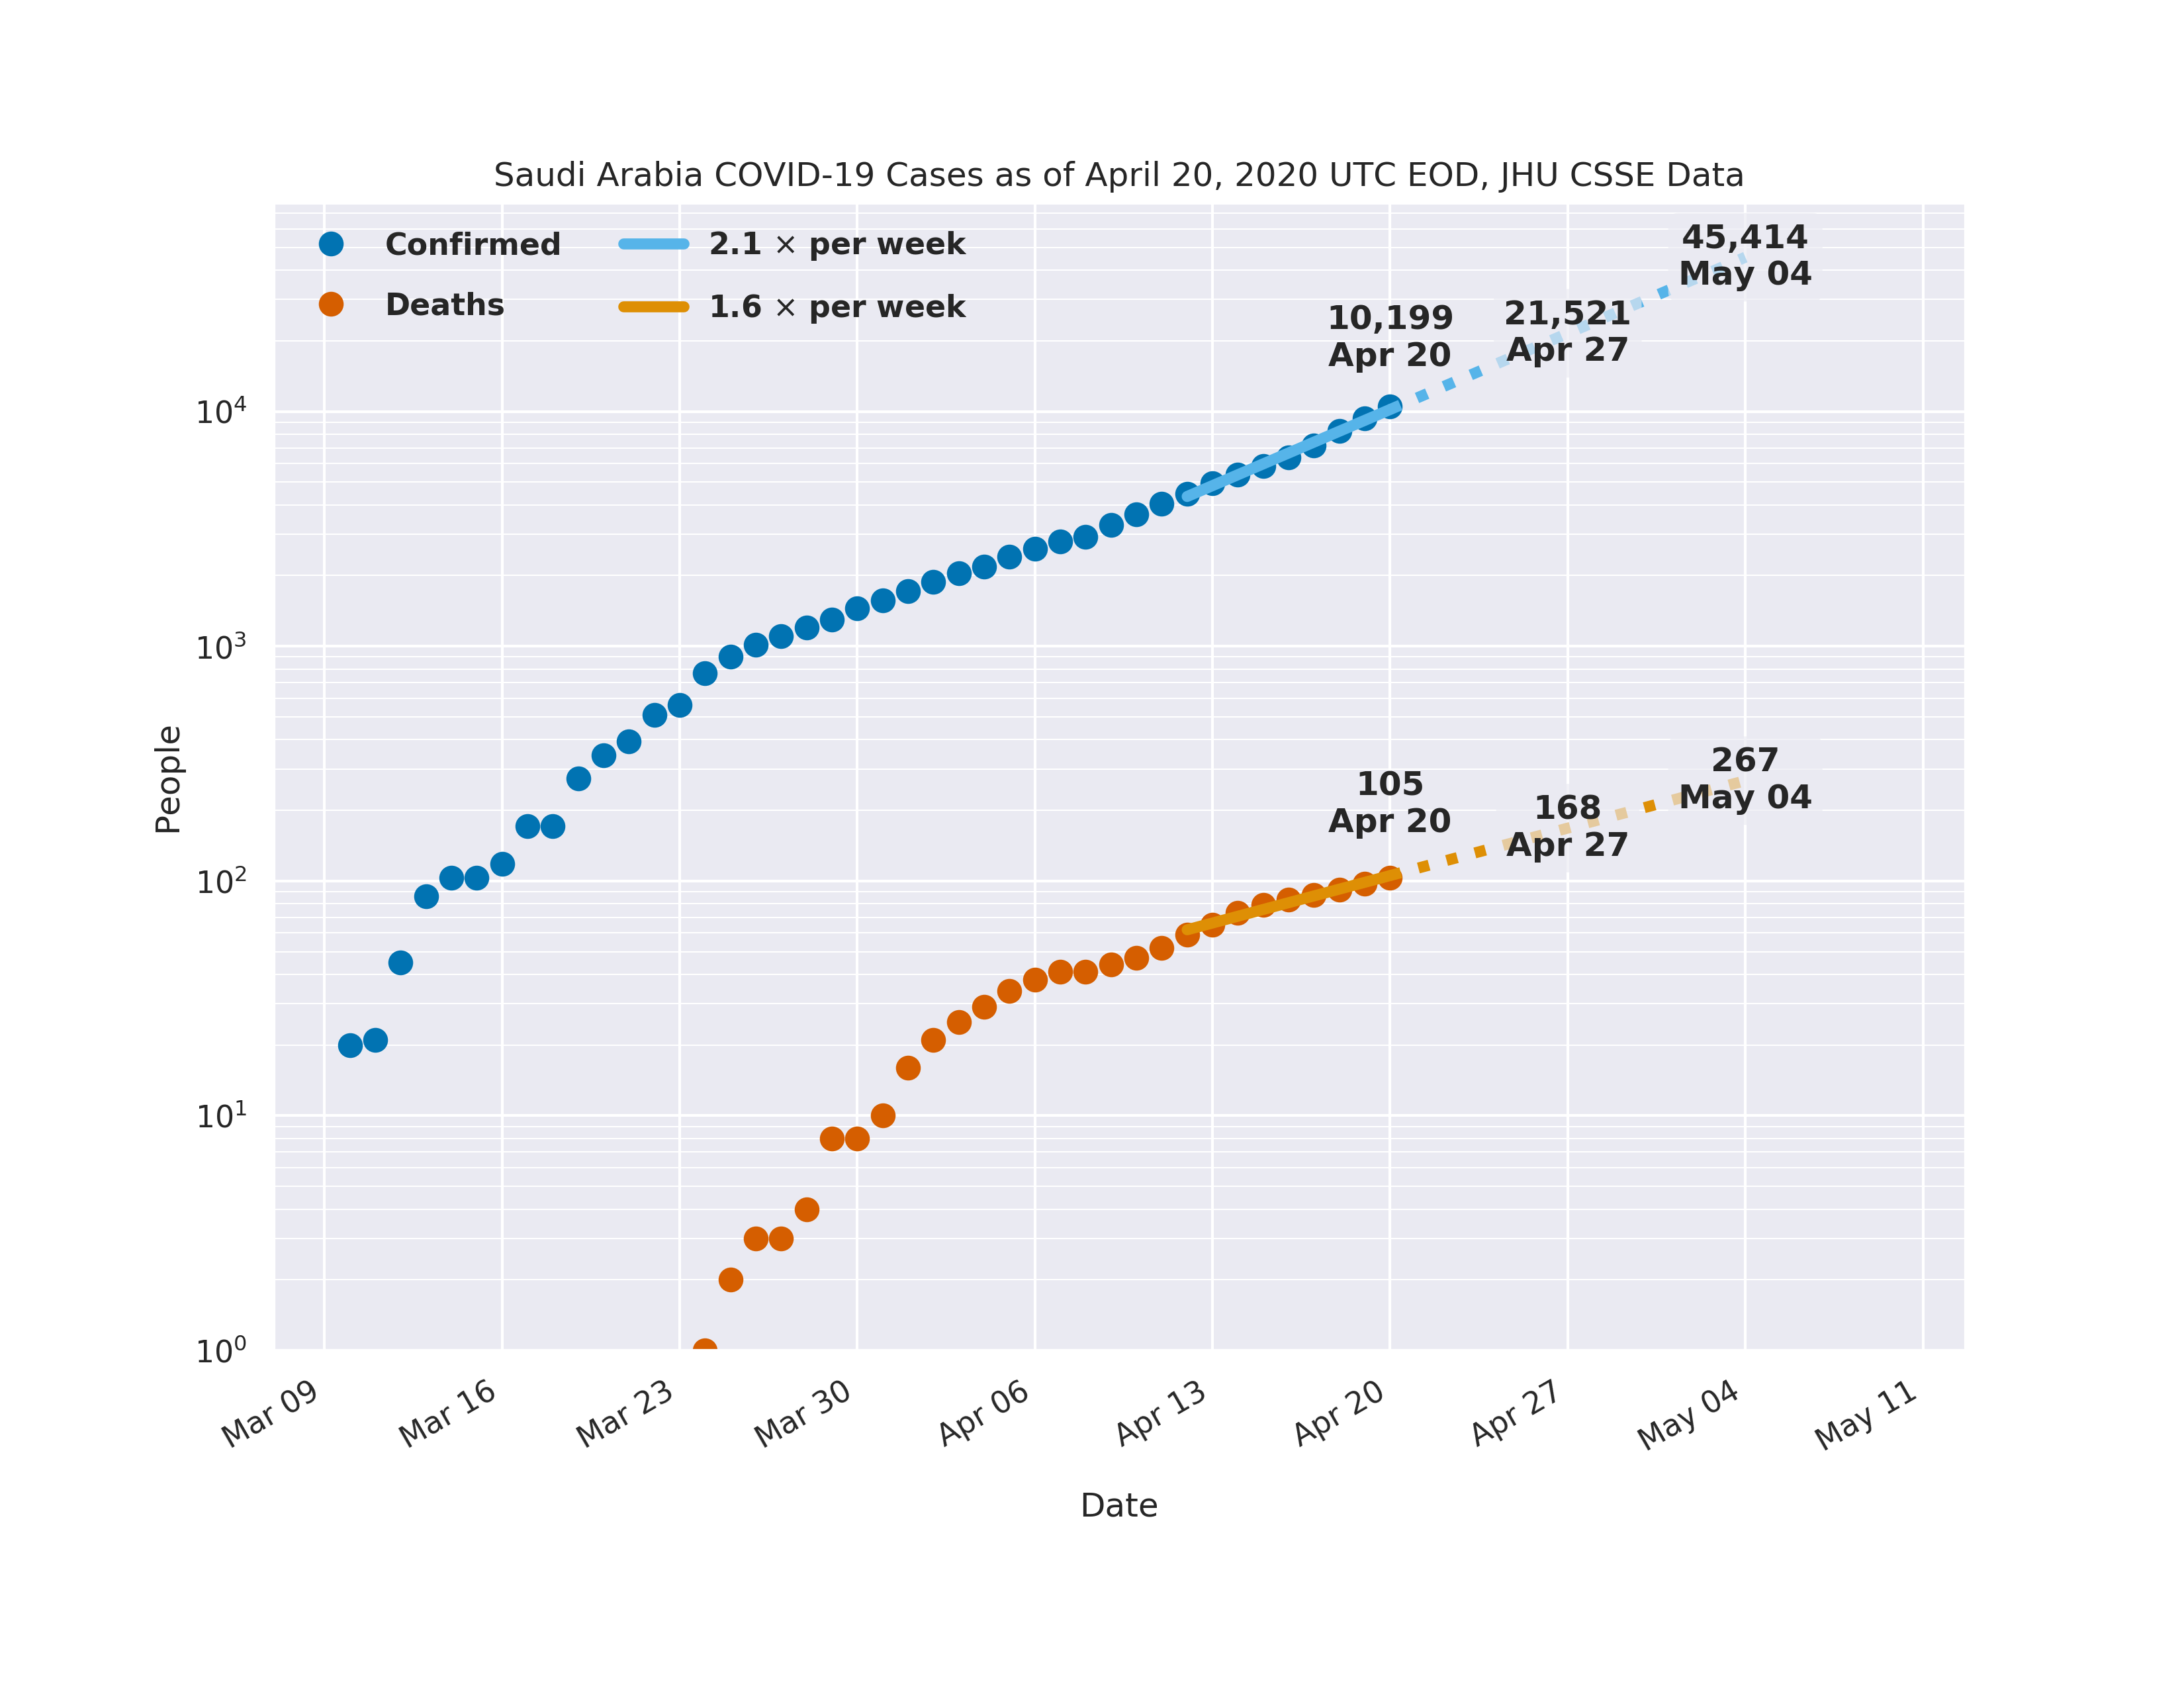 Saudi Arabia COVID-19 Cases as of April 20, 2020 UTC EOD, JHU CSSE Data
Confirmed
Deaths
2.1 × per week
1.6 × per week
45,414
May 04
10,199
Apr 20
21,521
Apr 27
267
May 04
105
Apr 20
168
Apr 27
People
10⁴
10³
10²
10¹
10⁰
Mar 09
Mar 16
Mar 23
Mar 30
Apr 06
Apr 13
Apr 20
Apr 27
May 04
May 11
Date